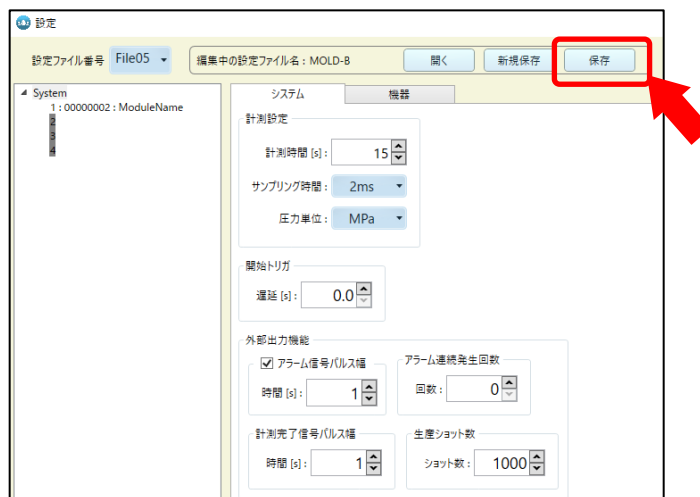 設定
設定ファイル番号 File05 編集中の設定ファイル名：MOLD-B 開く 新規保存 保存
System
1 : 00000002 : ModuleName
2
3
4
システム 機器
計測設定
計測時間 [s] : 15
サンプリング時間 : 2ms
圧力単位 : MPa
開始トリガ
遅延 [s] : 0.0
外部出力機能
アラーム信号パルス幅
時間 [s] : 1
アラーム連続発生回数
回数 : 0
計測完了信号パルス幅
時間 [s] : 1
生産ショット数
ショット数 : 1000